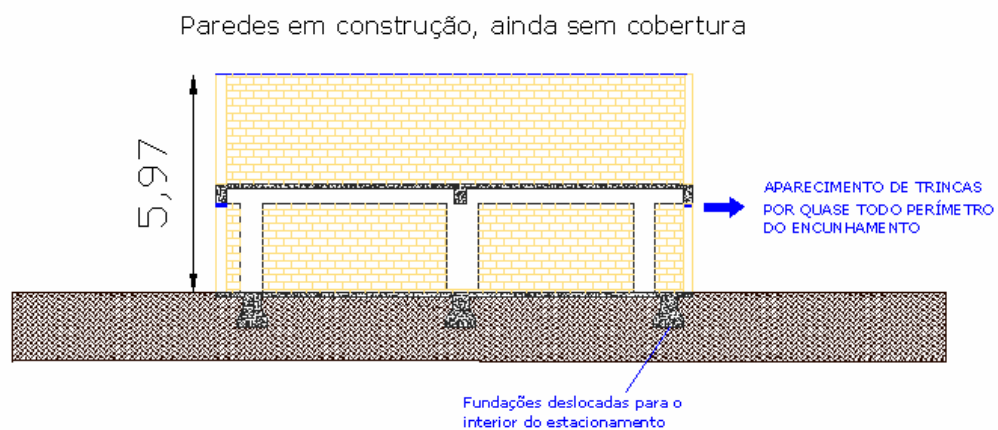 Paredes em construção, ainda sem cobertura
5,97
APARECIMENTO DE TRINCAS
POR QUASE TODO PERÍMETRO
DO ENCUNHAMENTO
Fundações deslocadas para o
interior do estacionamento